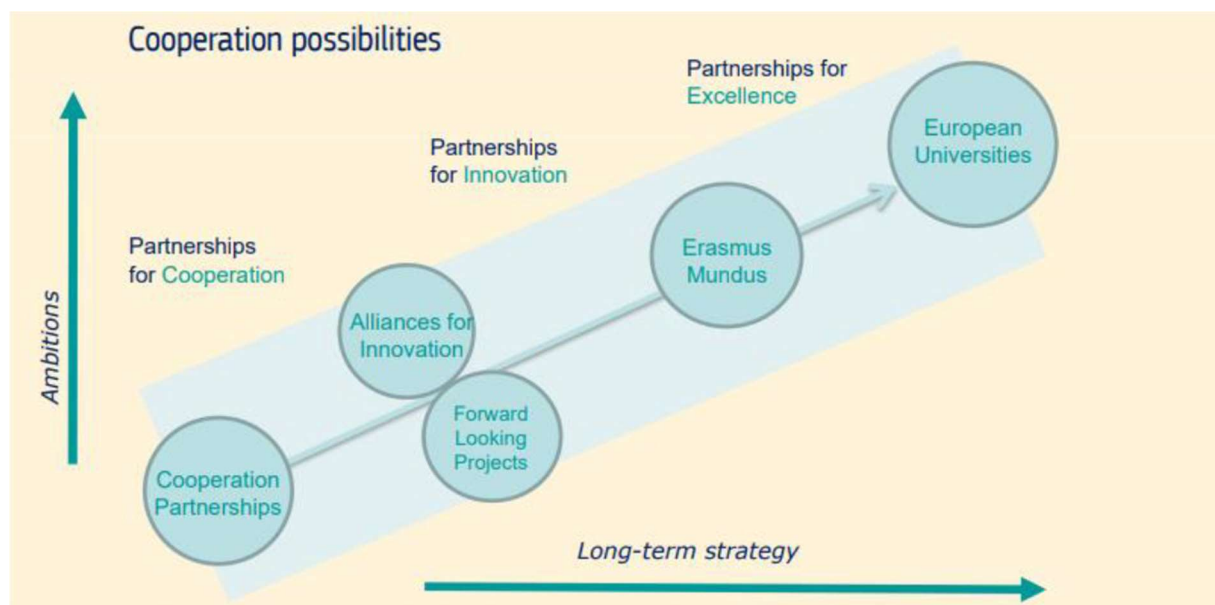 Cooperation possibilities
Partnerships for
Excellence
European
Universities
Partnerships
for Innovation
Erasmus
Mundus
Partnerships
for Cooperation
Alliances for
Innovation
Forward
Looking
Projects
Cooperation
Partnerships
Ambitions
Long-term strategy